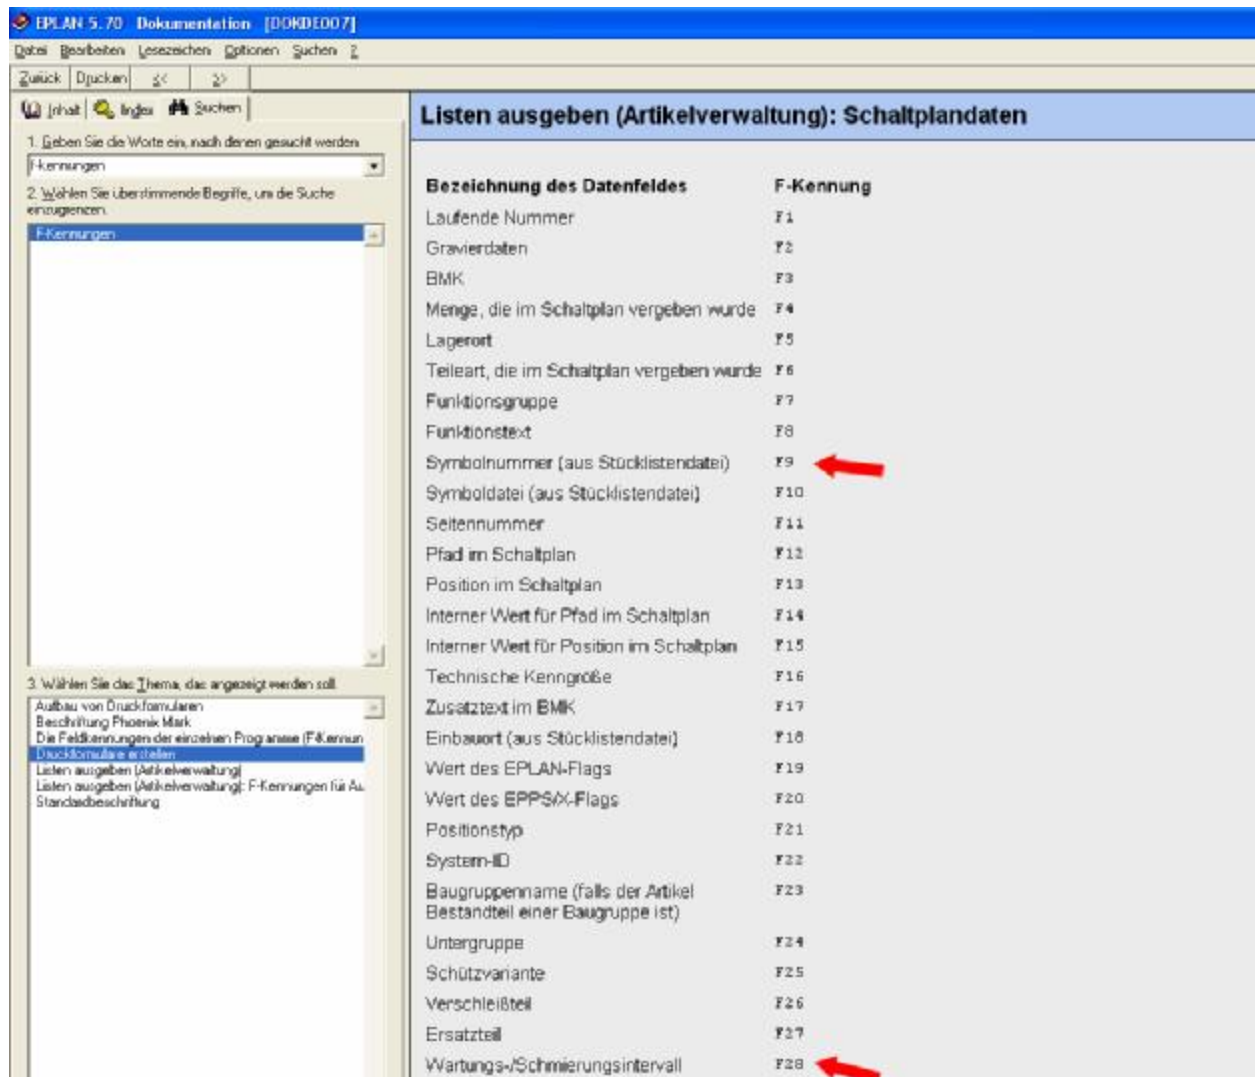 EPLAN 5.70 Dokumentation [DOKDE007]
Datei Bearbeiten Lesezeichen Optionen Suchen ?
Zurück Drucken << >>
Inhalt Index Suchen
1. Geben Sie die Worte ein, nach denen gesucht werden
f-kennungen
2. Wählen Sie überstimmende Begriffe, um die Suche
einzugrenzen.
F-Kennungen
3. Wählen Sie das Thema, das angezeigt werden soll.
Aufbau von Druckformularen
Beschriftung Phoenix Mark
Die Feldkennungen der einzelnen Programme (F-Kennun
Druckformulare erstellen
Listen ausgeben (Artikelverwaltung)
Listen ausgeben (Artikelverwaltung): F-Kennungen für Au
Standardbeschriftung
Listen ausgeben (Artikelverwaltung): Schaltplandaten
Bezeichnung des Datenfeldes F-Kennung
Laufende Nummer F1
Gravierdaten F2
BMK F3
Menge, die im Schaltplan vergeben wurde F4
Lagerort F5
Teileart, die im Schaltplan vergeben wurde F6
Funktionsgruppe F7
Funktionstext F8
Symbolnummer (aus Stücklistendatei) F9
Symboldatei (aus Stücklistendatei) F10
Seitennummer F11
Pfad im Schaltplan F12
Position im Schaltplan F13
Interner Wert für Pfad im Schaltplan F14
Interner Wert für Position im Schaltplan F15
Technische Kenngröße F16
Zusatztext im BMK F17
Einbauort (aus Stücklistendatei) F18
Wert des EPLAN-Flags F19
Wert des EPPS/X-Flags F20
Positionstyp F21
System-ID F22
Baugruppenname (falls der Artikel F23
Bestandteil einer Baugruppe ist)
Untergruppe F24
Schützvariante F25
Verschleißteil F26
Ersatzteil F27
Wartungs-/Schmierungsintervall F28